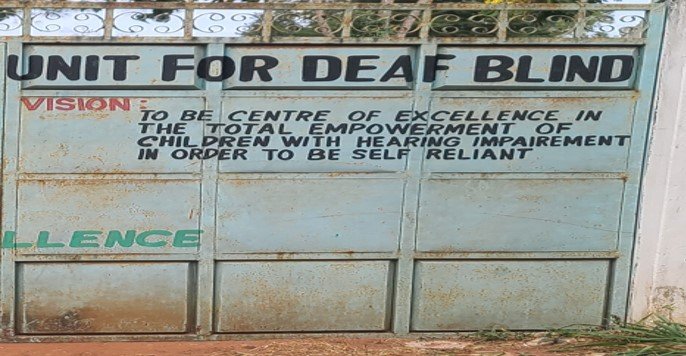 UNIT FOR DEAF BLIND
VISION:
TO BE CENTRE OF EXCELLENCE IN
THE TOTAL EMPOWERMENT OF
CHILDREN WITH HEARING IMPAIREMENT
IN ORDER TO BE SELF RELIANT
LLENCE